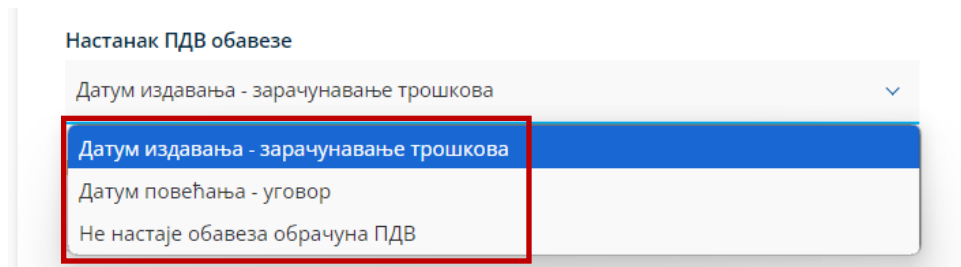 Настанак ПДВ обавезе
Датум издавања - зарачунавање трошкова
Датум издавања - зарачунавање трошкова
Датум повећања - уговор
Не настаје обавеза обрачуна ПДВ